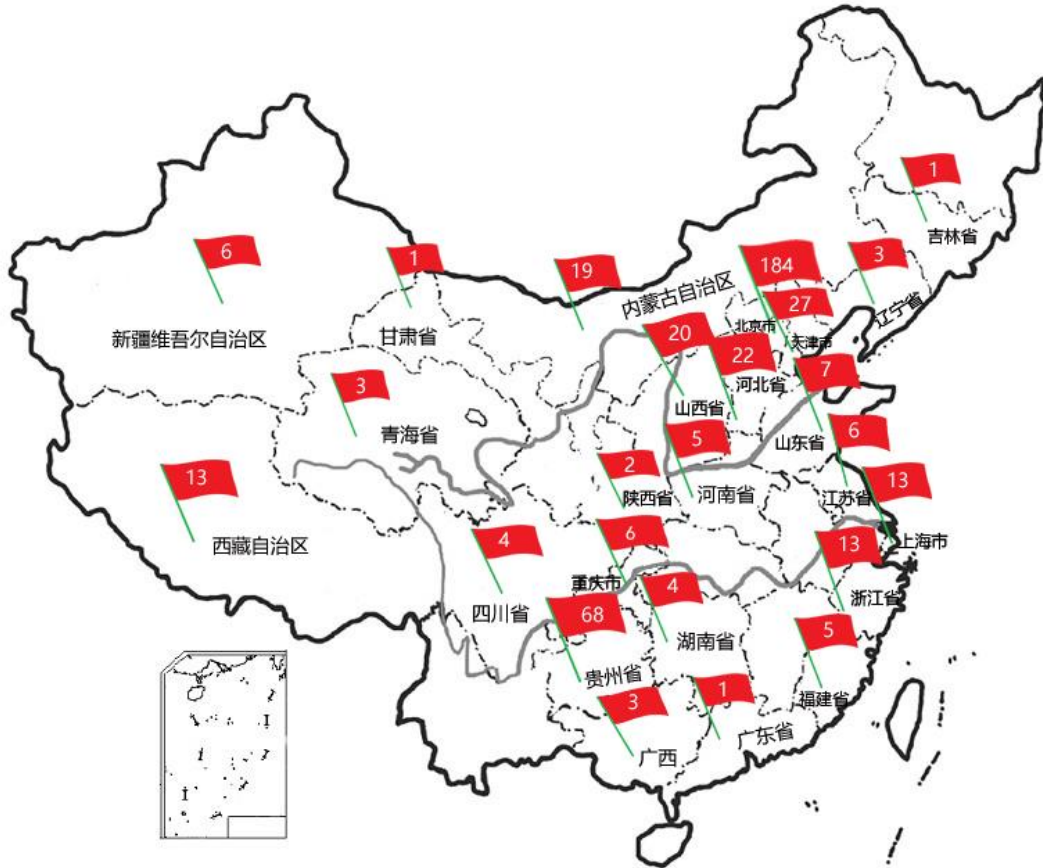 1
吉林省
6
新疆维吾尔自治区
1
甘肃省
19
内蒙古自治区
184
北京市
3
辽宁省
27
天津市
20
山西省
22
河北省
7
山东省
3
青海省
5
河南省
6
江苏省
2
陕西省
13
上海市
13
西藏自治区
4
四川省
6
重庆市
13
浙江省
68
贵州省
4
湖南省
5
福建省
3
广西
1
广东省